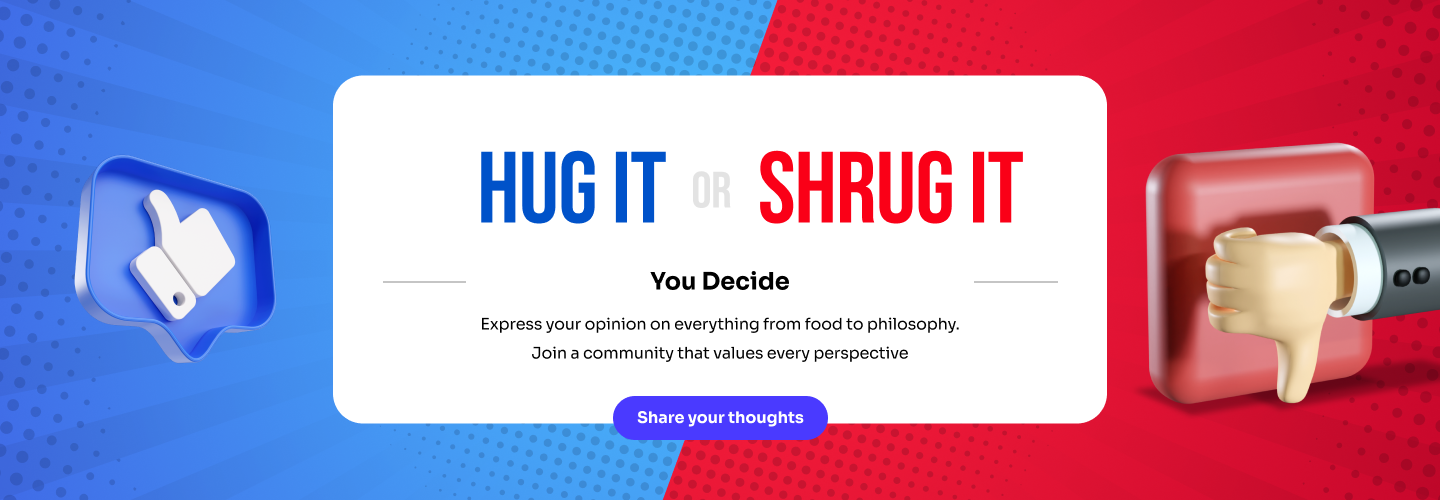 HUG IT OR SHRUG IT
You Decide
Express your opinion on everything from food to philosophy.
Join a community that values every perspective
Share your thoughts